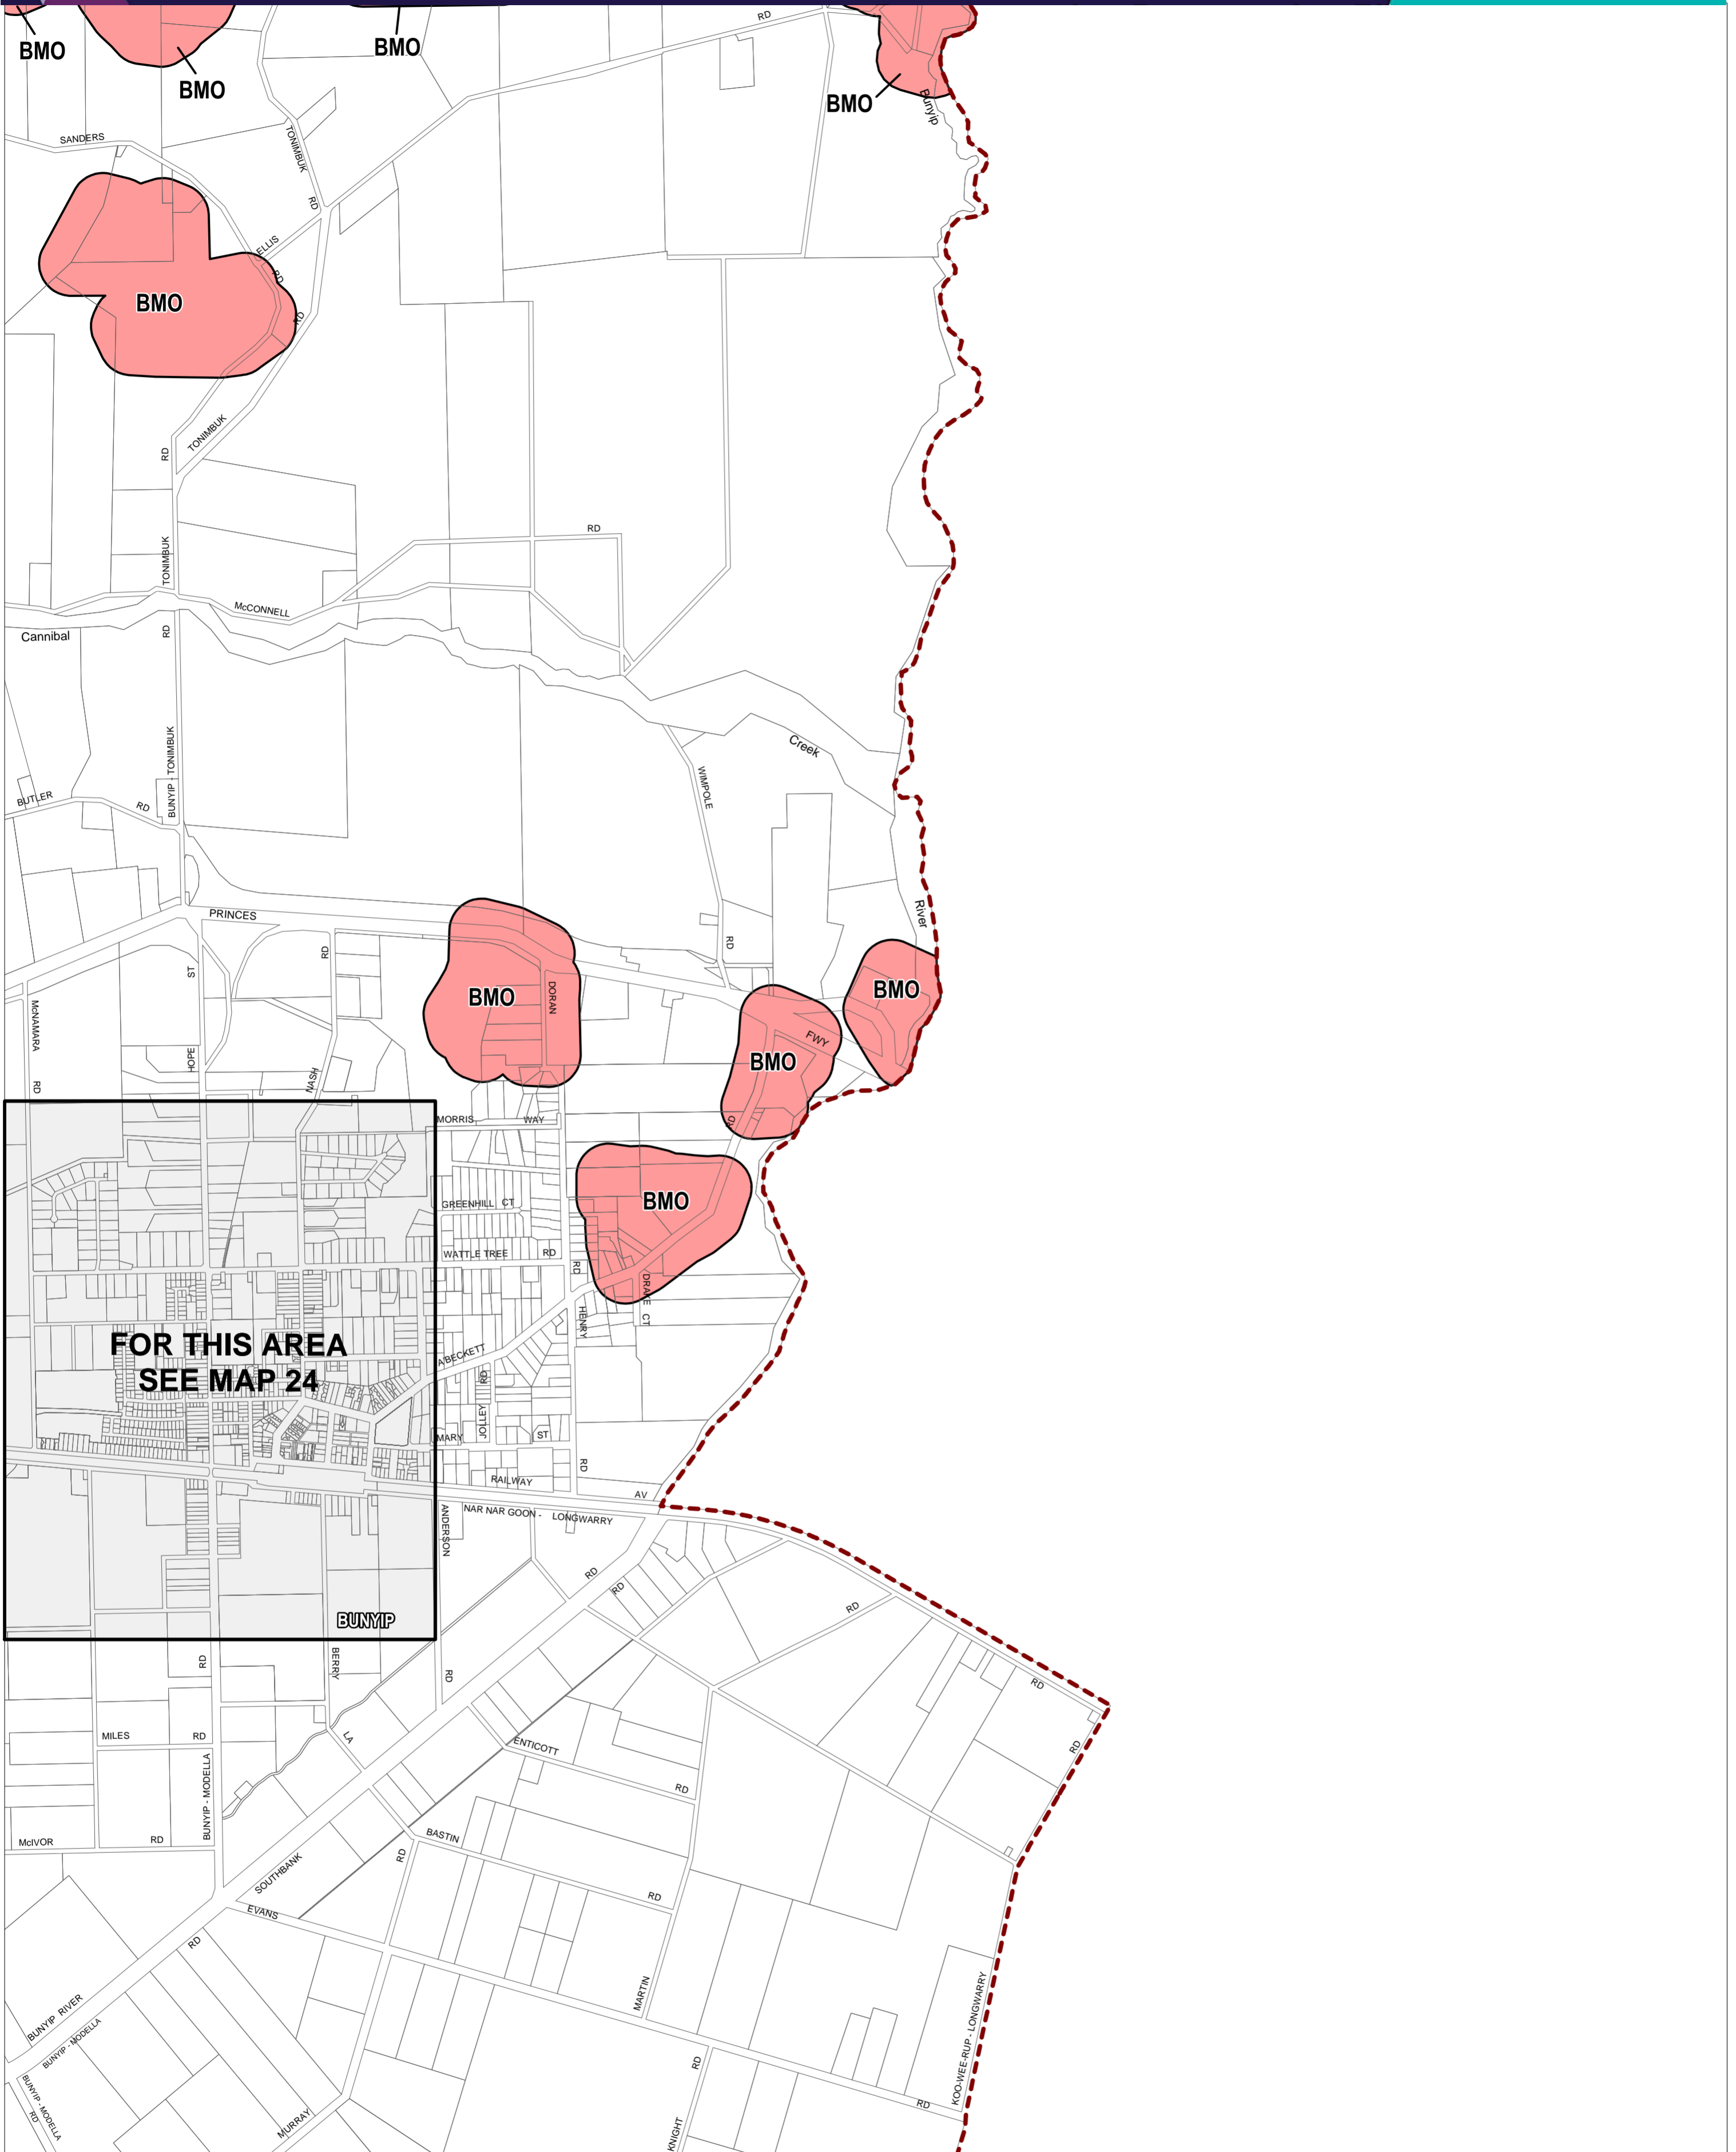 RD
BMO
BMO
BMO
BMO
Bunyip
SANDERS
TONIMBUK
RD
ELLIS
RD
BMO
RD
TONIMBUK
RD
RD
TONIMBUK
McCONNELL
Cannibal
RD
BUNYIP - TONIMBUK
Creek
WIMPOLE
BUTLER
RD
PRINCES
River
RD
RD
ST
BMO
DORAN
BMO
McNAMARA
RD
HOPE
NASH
FWY
BMO
MORRIS WAY
RD
GREENHILL CT
BMO
WATTLE TREE RD
RD
DRAKE CT
HENRY
FOR THIS AREA
SEE MAP 24
A'BECKETT
RD
JOLLEY
MARY ST
RD
RAILWAY
AV
NAR NAR GOON - LONGWARRY
ANDERSON
RD
RD
RD
BUNYIP
RD
BERRY
RD
RD
MILES RD
LA
ENTICOTT
RD
RD
BUNYIP - MODELLA
McIVOR RD
BASTIN
RD
SOUTHBANK
RD
EVANS
RD
MARTIN
BUNYIP RIVER
BUNYIP - MODELLA
KOO-WEE-RUP - LONGWARRY
RD
RD
BUNYIP - MODELLA
RD
MURRAY
KNIGHT